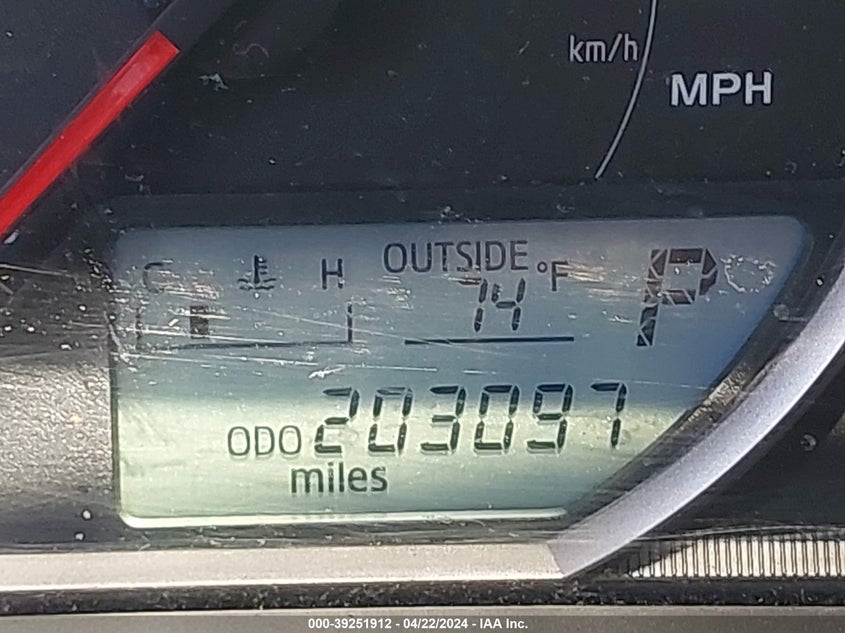 km/h
MPH
C H OUTSIDE
74 °F P
ODO 203097
miles
000-39251912 - 04/22/2024 - IAA Inc.